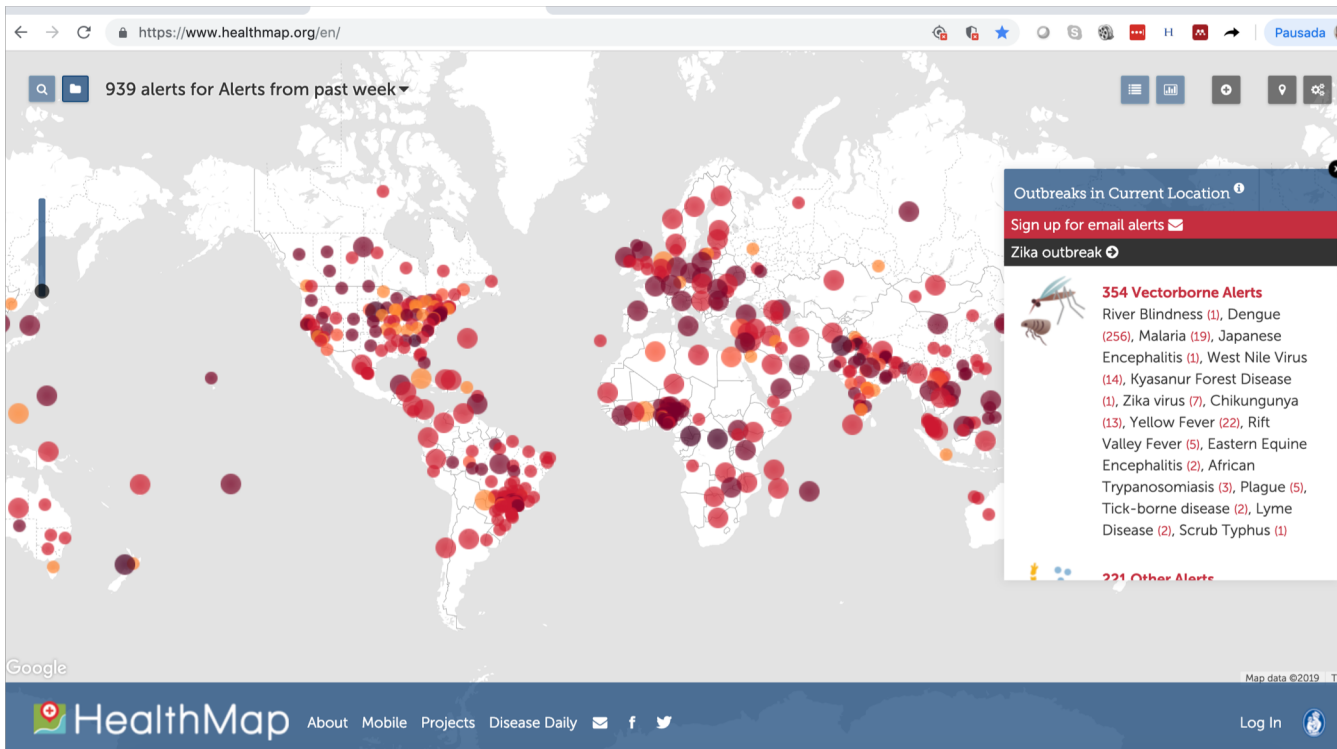 https://www.healthmap.org/en/
H
Pausada
939 alerts for Alerts from past week
Outbreaks in Current Location
Sign up for email alerts
Zika outbreak
354 Vectorborne Alerts
River Blindness (1), Dengue
(256), Malaria (19), Japanese
Encephalitis (1), West Nile Virus
(14), Kyasanur Forest Disease
(1), Zika virus (7), Chikungunya
(13), Yellow Fever (22), Rift
Valley Fever (5), Eastern Equine
Encephalitis (2), African
Trypanosomiasis (3), Plague (5),
Tick-borne disease (2), Lyme
Disease (2), Scrub Typhus (1)
221 Other Alerts
Google
Map data ©2019 T
HealthMap About Mobile Projects Disease Daily f Log In